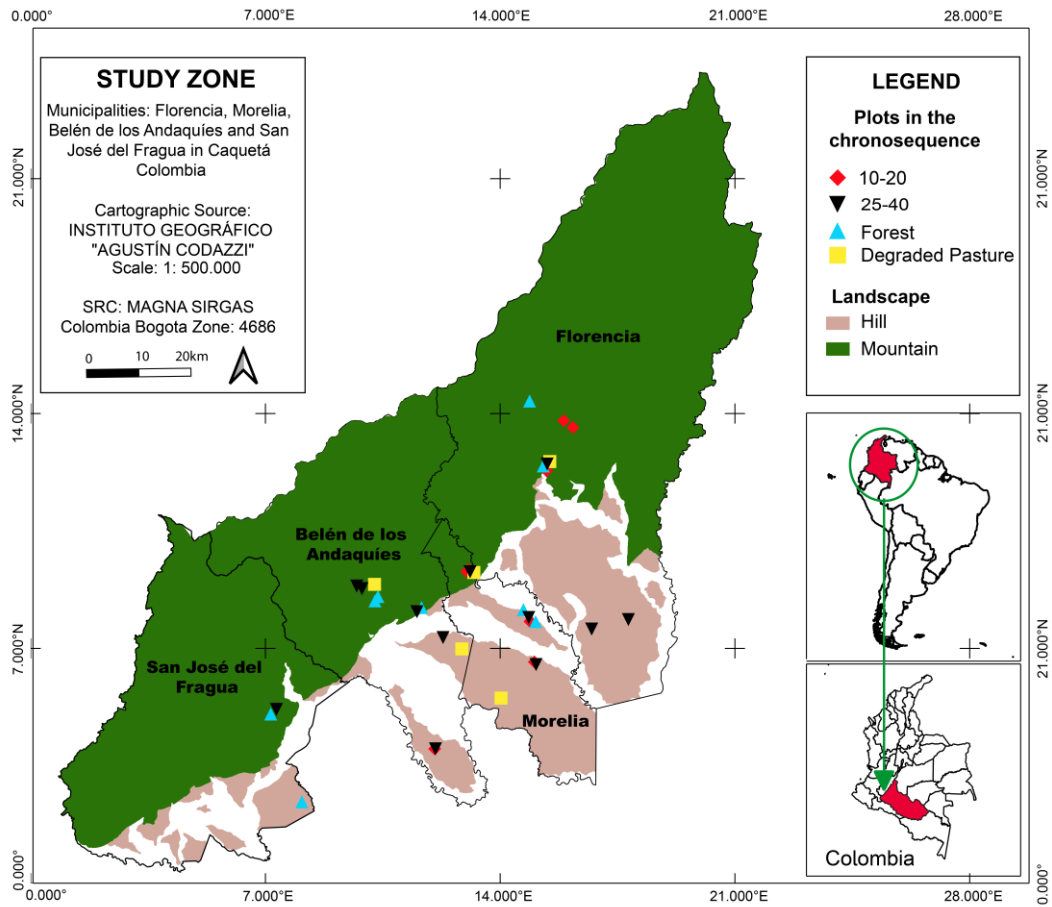 0.000°
7.000°E
14.000°E
21.000°E
28.000°E
STUDY ZONE
Municipalities: Florencia, Morelia,
Belén de los Andaquíes and San
José del Fragua in Caquetá
Colombia
Cartographic Source:
INSTITUTO GEOGRÁFICO
"AGUSTÍN CODAZZI"
Scale: 1: 500.000
SRC: MAGNA SIRGAS
Colombia Bogota Zone: 4686
0 10 20km
LEGEND
Plots in the
chronosequence
10-20
25-40
Forest
Degraded Pasture
Landscape
Hill
Mountain
21.000°N
14.000°N
7.000°N
0.000°
21.000°N
21.000°N
21.000°N
0.000°
Florencia
Belén de los
Andaquíes
San José del
Fragua
Morelia
Colombia
0.000°
7.000°E
14.000°E
21.000°E
28.000°E